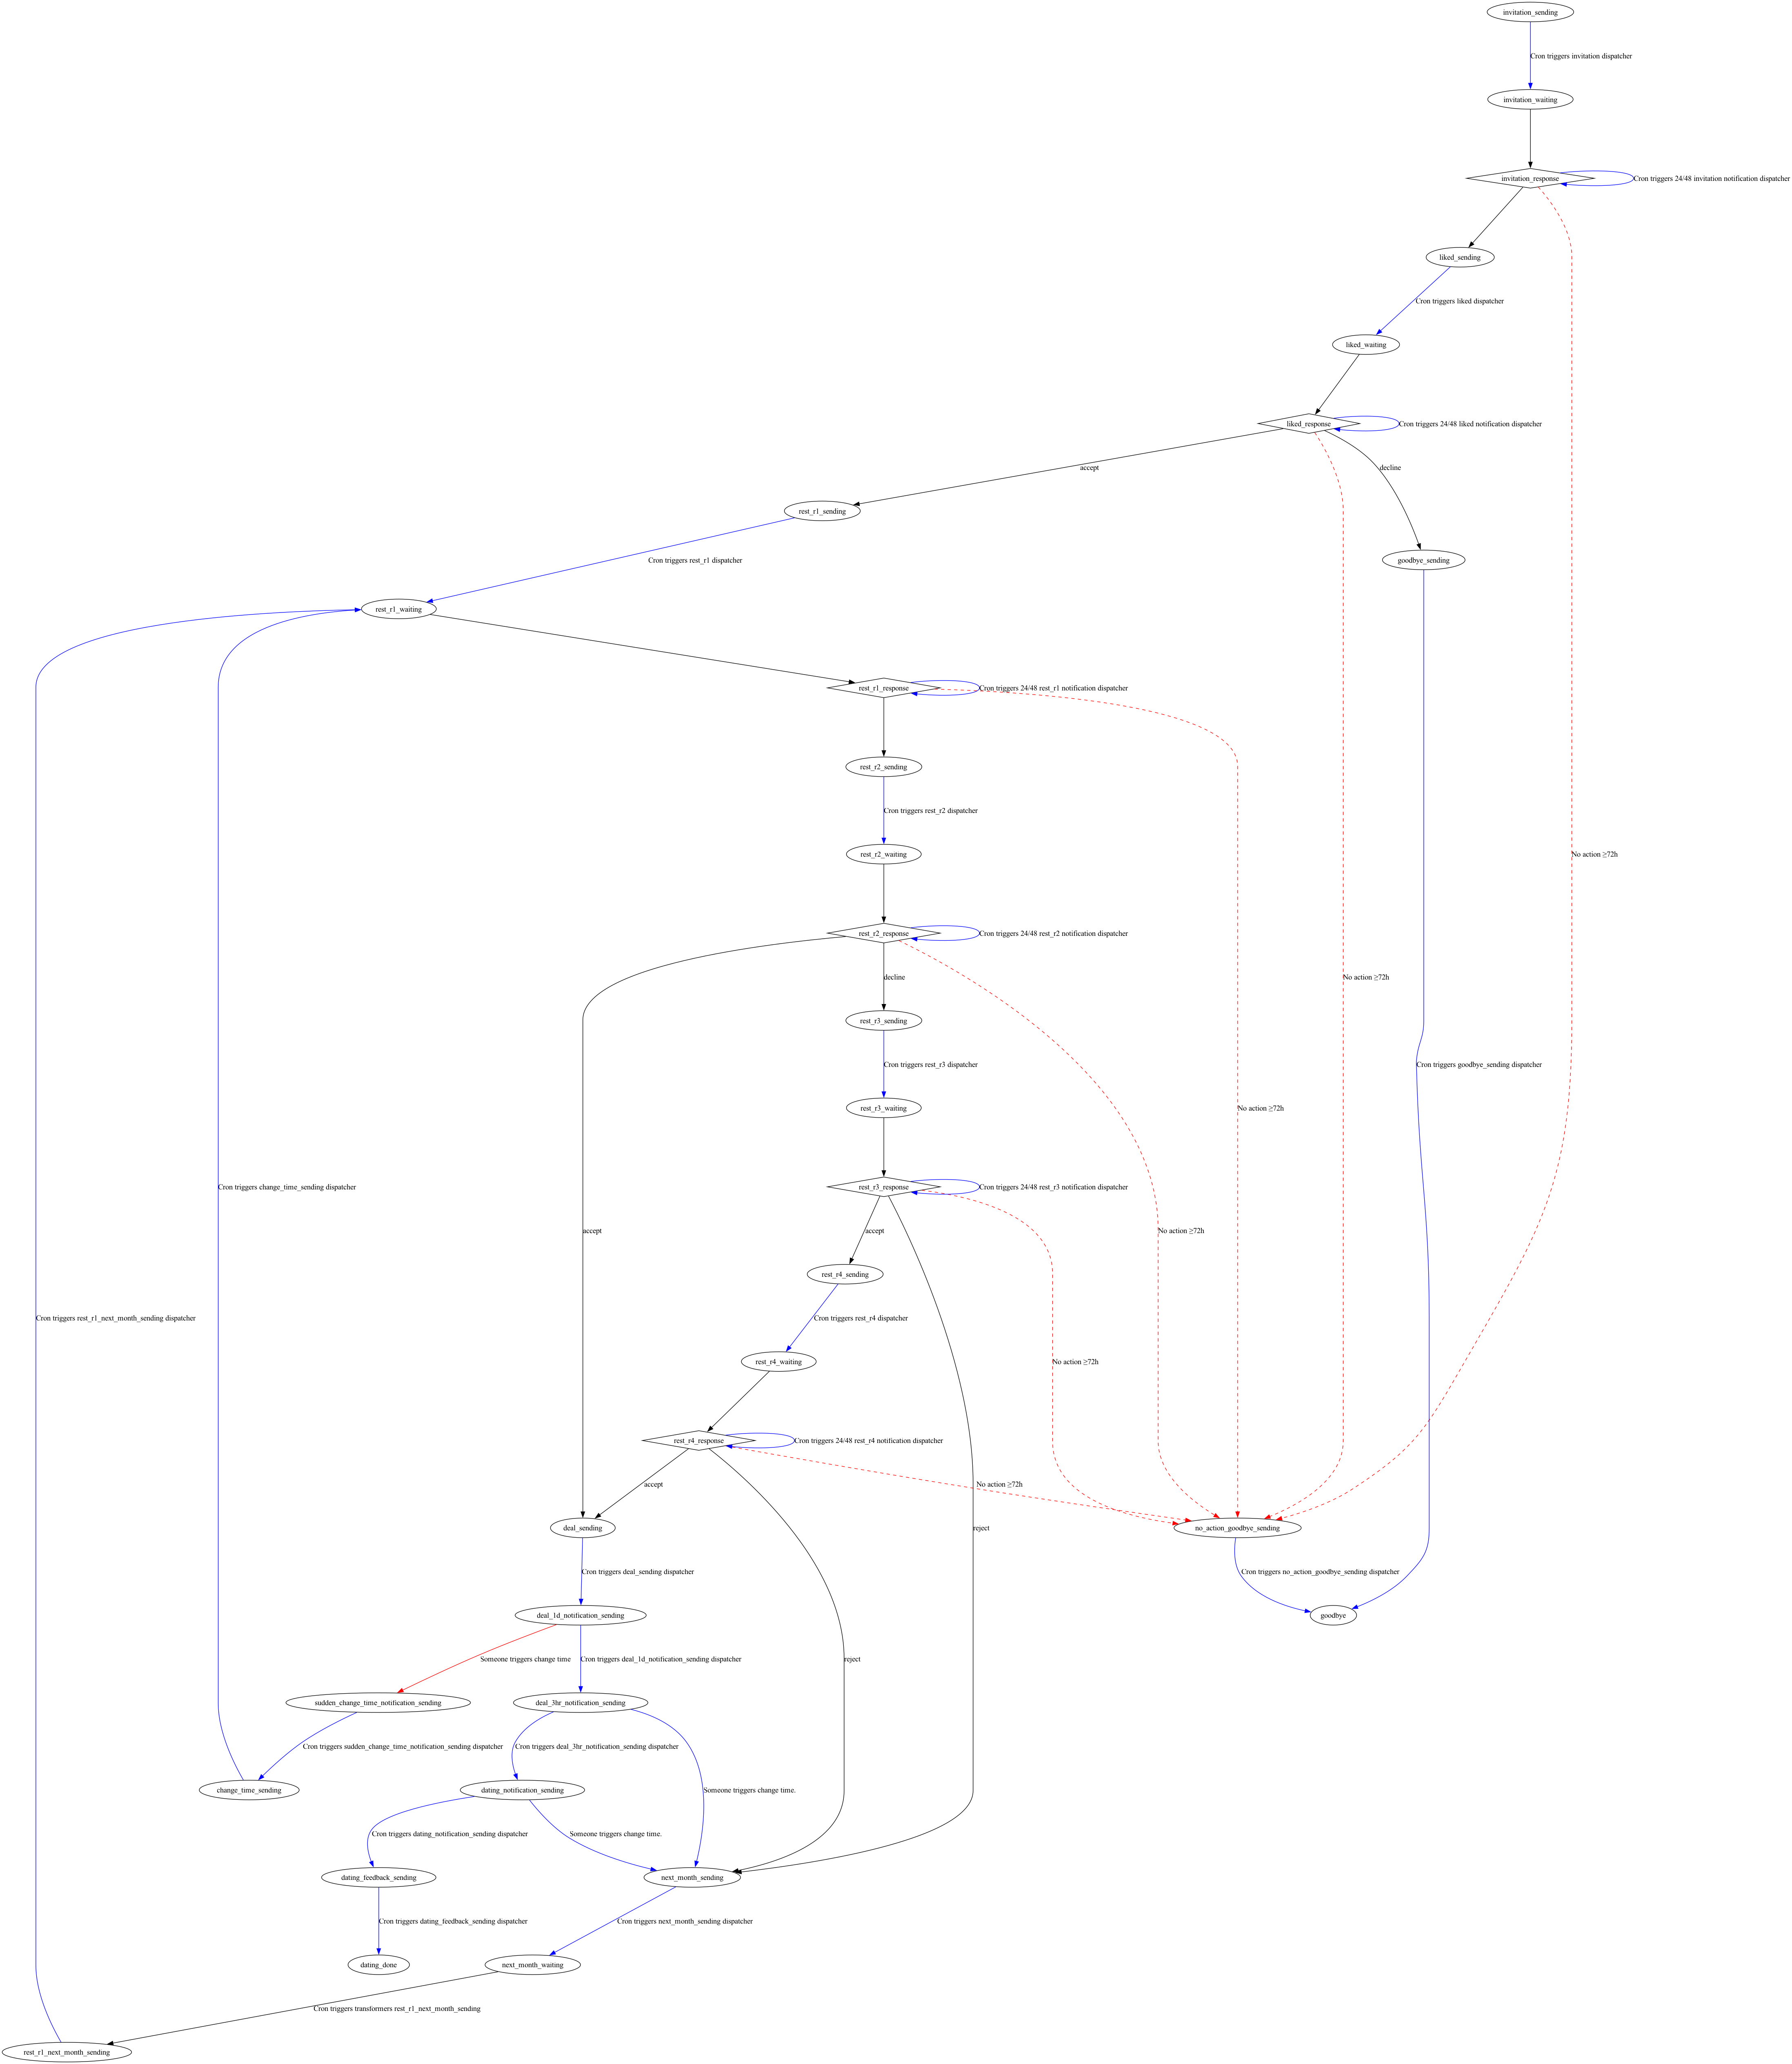 invitation_sending
Cron triggers invitation dispatcher
invitation_waiting
invitation_response
Cron triggers 24/48 invitation notification dispatcher
liked_sending
Cron triggers liked dispatcher
liked_waiting
liked_response
Cron triggers 24/48 liked notification dispatcher
accept
decline
rest_r1_sending
goodbye_sending
Cron triggers rest_r1 dispatcher
rest_r1_waiting
rest_r1_response
Cron triggers 24/48 rest_r1 notification dispatcher
rest_r2_sending
Cron triggers rest_r2 dispatcher
rest_r2_waiting
No action ≥72h
rest_r2_response
Cron triggers 24/48 rest_r2 notification dispatcher
decline
No action ≥72h
rest_r3_sending
Cron triggers rest_r3 dispatcher
Cron triggers goodbye_sending dispatcher
rest_r3_waiting
No action ≥72h
Cron triggers change_time_sending dispatcher
rest_r3_response
Cron triggers 24/48 rest_r3 notification dispatcher
accept
accept
No action ≥72h
rest_r4_sending
Cron triggers rest_r1_next_month_sending dispatcher
Cron triggers rest_r4 dispatcher
rest_r4_waiting
No action ≥72h
rest_r4_response
Cron triggers 24/48 rest_r4 notification dispatcher
accept
No action ≥72h
deal_sending
reject
no_action_goodbye_sending
Cron triggers deal_sending dispatcher
Cron triggers no_action_goodbye_sending dispatcher
deal_1d_notification_sending
goodbye
Someone triggers change time
Cron triggers deal_1d_notification_sending dispatcher
reject
sudden_change_time_notification_sending
deal_3hr_notification_sending
Cron triggers sudden_change_time_notification_sending dispatcher
Cron triggers deal_3hr_notification_sending dispatcher
change_time_sending
dating_notification_sending
Someone triggers change time.
Cron triggers dating_notification_sending dispatcher
Someone triggers change time.
dating_feedback_sending
next_month_sending
Cron triggers dating_feedback_sending dispatcher
Cron triggers next_month_sending dispatcher
dating_done
next_month_waiting
Cron triggers transformers rest_r1_next_month_sending
rest_r1_next_month_sending